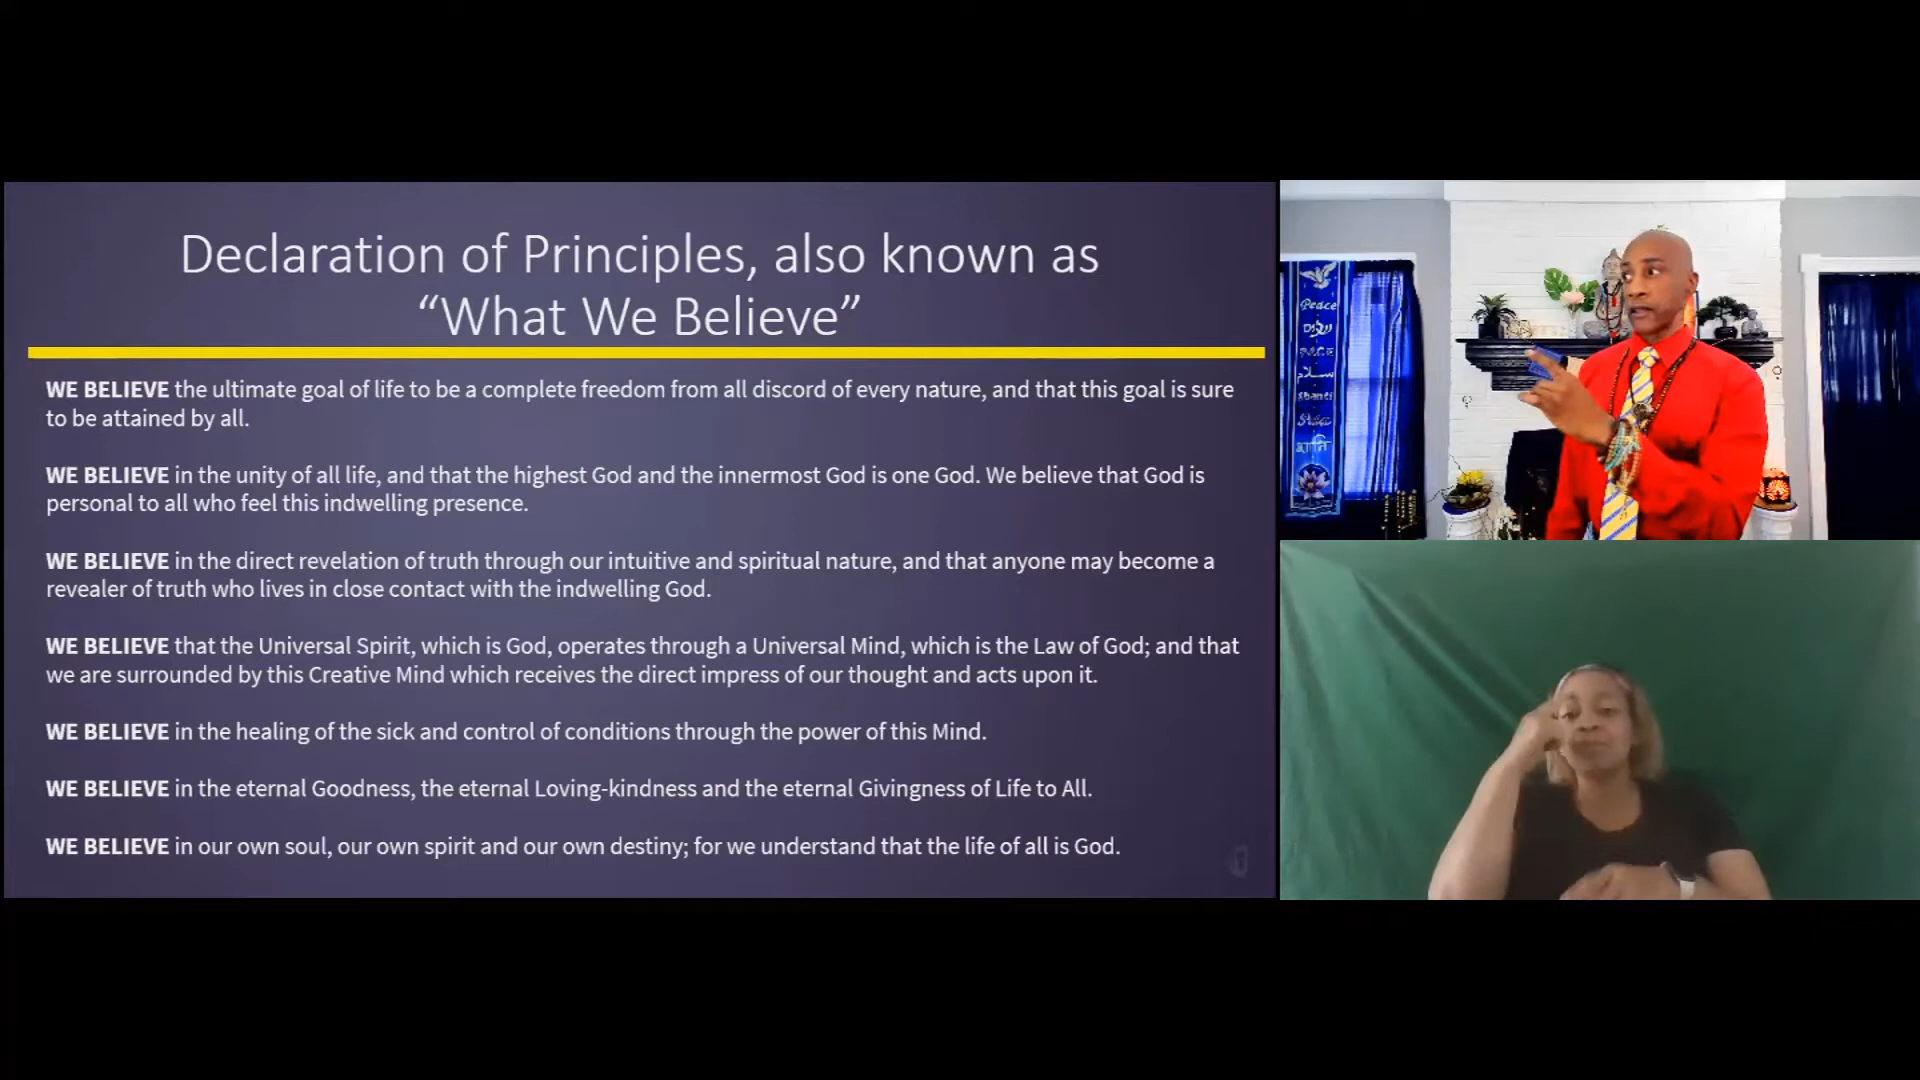 Declaration of Principles, also known as
“What We Believe”
WE BELIEVE the ultimate goal of life to be a complete freedom from all discord of every nature, and that this goal is sure
to be attained by all.
WE BELIEVE in the unity of all life, and that the highest God and the innermost God is one God. We believe that God is
personal to all who feel this indwelling presence.
WE BELIEVE in the direct revelation of truth through our intuitive and spiritual nature, and that anyone may become a
revealer of truth who lives in close contact with the indwelling God.
WE BELIEVE that the Universal Spirit, which is God, operates through a Universal Mind, which is the Law of God; and that
we are surrounded by this Creative Mind which receives the direct impress of our thought and acts upon it.
WE BELIEVE in the healing of the sick and control of conditions through the power of this Mind.
WE BELIEVE in the eternal Goodness, the eternal Loving-kindness and the eternal Givingness of Life to All.
WE BELIEVE in our own soul, our own spirit and our own destiny; for we understand that the life of all is God.
Peace
שלום
سلام
shanti